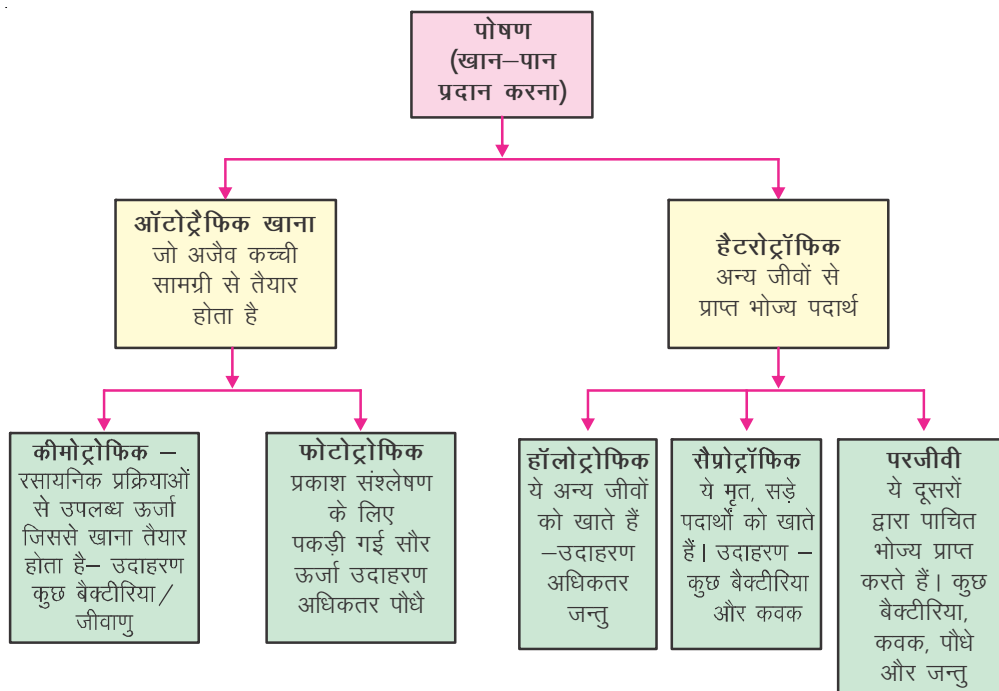 पोषण
(खान–पान
प्रदान करना)
ऑटोट्रैफिक खाना
जो अजैव कच्ची
सामग्री से तैयार
होता है
हैटरोट्रॉफिक
अन्य जीवों से
प्राप्त भोज्य पदार्थ
कीमोट्रोफिक –
रसायनिक प्रक्रियाओं
से उपलब्ध ऊर्जा
जिससे खाना तैयार
होता है– उदाहरण
कुछ बैक्टीरिया /
जीवाणु
फोटोट्रोफिक
प्रकाश संश्लेषण
के लिए
पकड़ी गई सौर
ऊर्जा उदाहरण
अधिकतर पौधै
हॉलोट्रोफिक
ये अन्य जीवों
को खाते हैं
–उदाहरण
अधिकतर
जन्तु
सैप्रोट्रॉफिक
ये मृत, सड़े
पदार्थों को खाते
हैं। उदाहरण –
कुछ बैक्टीरिया
और कवक
परजीवी
ये दूसरों
द्वारा पाचित
भोज्य प्राप्त
करते हैं। कुछ
बैक्टीरिया,
कवक, पौधे
और जन्तु